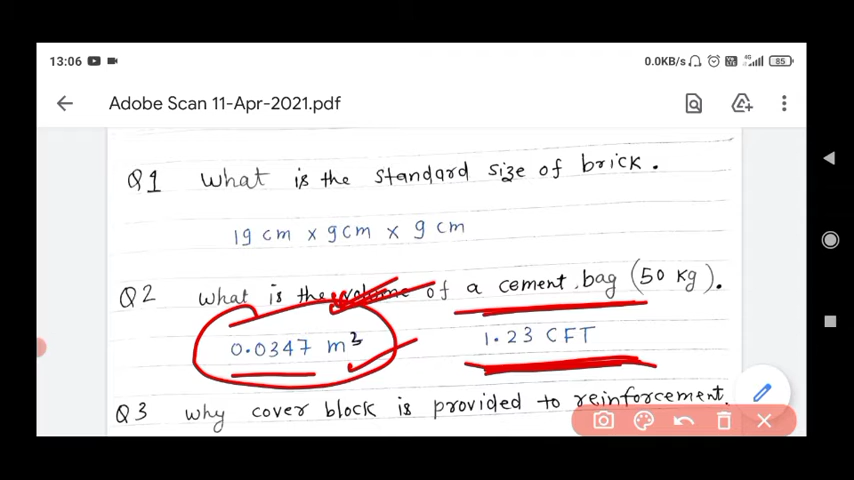 13:06 0.0KB/s 4G 85
Adobe Scan 11-Apr-2021.pdf
Q1 What is the standard size of brick.
19 cm x 9cm x 9 cm
Q2 What is the volume of a cement bag (50 kg).
0.0347 m3 1.23 CFT
Q3 why cover block is provided to reinforcement.